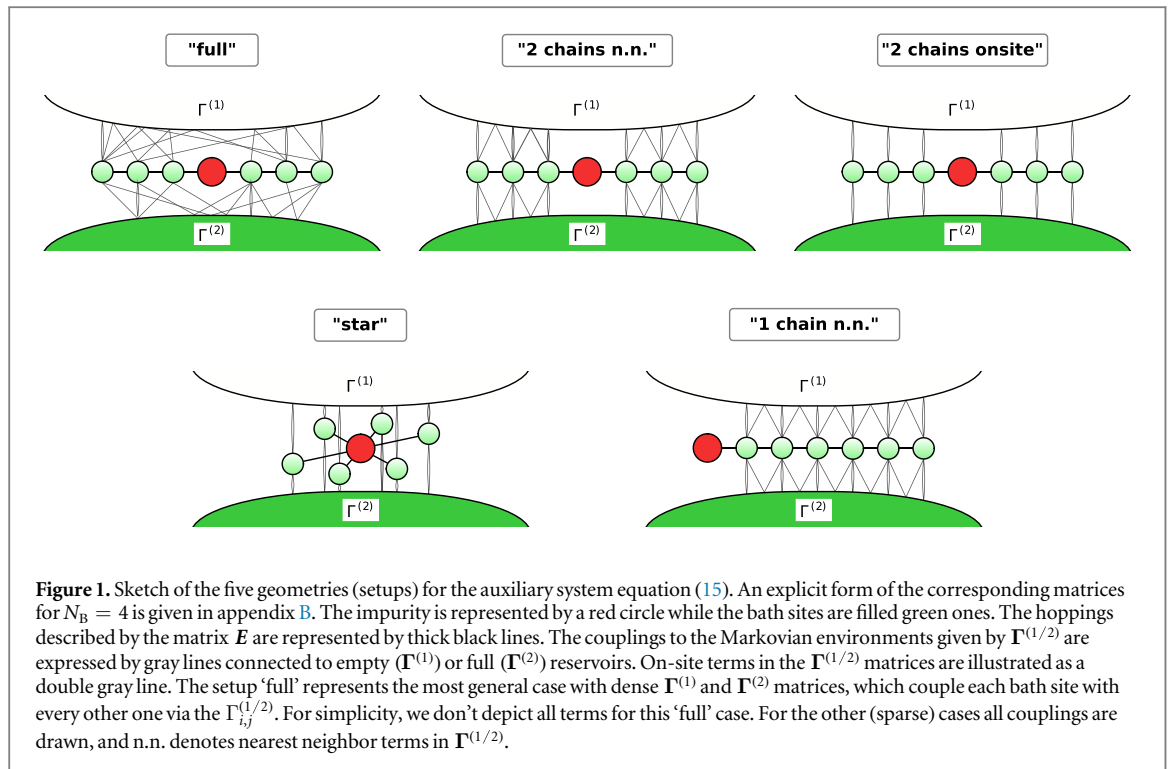 "full"
"2 chains n.n."
"2 chains onsite"
Γ(1)
Γ(1)
Γ(1)
Γ(2)
Γ(2)
Γ(2)
"star"
"1 chain n.n."
Γ(1)
Γ(1)
Γ(2)
Γ(2)
Figure 1. Sketch of the five geometries (setups) for the auxiliary system equation (15). An explicit form of the corresponding matrices
for N_B = 4 is given in appendix B. The impurity is represented by a red circle while the bath sites are filled green ones. The hoppings
described by the matrix E are represented by thick black lines. The couplings to the Markovian environments given by Γ(1/2) are
expressed by gray lines connected to empty (Γ(1)) or full (Γ(2)) reservoirs. On-site terms in the Γ(1/2) matrices are illustrated as a
double gray line. The setup ‘full’ represents the most general case with dense Γ(1) and Γ(2) matrices, which couple each bath site with
every other one via the Γ_{i,j}^{(1/2)}. For simplicity, we don't depict all terms for this ‘full’ case. For the other (sparse) cases all couplings are
drawn, and n.n. denotes nearest neighbor terms in Γ(1/2).